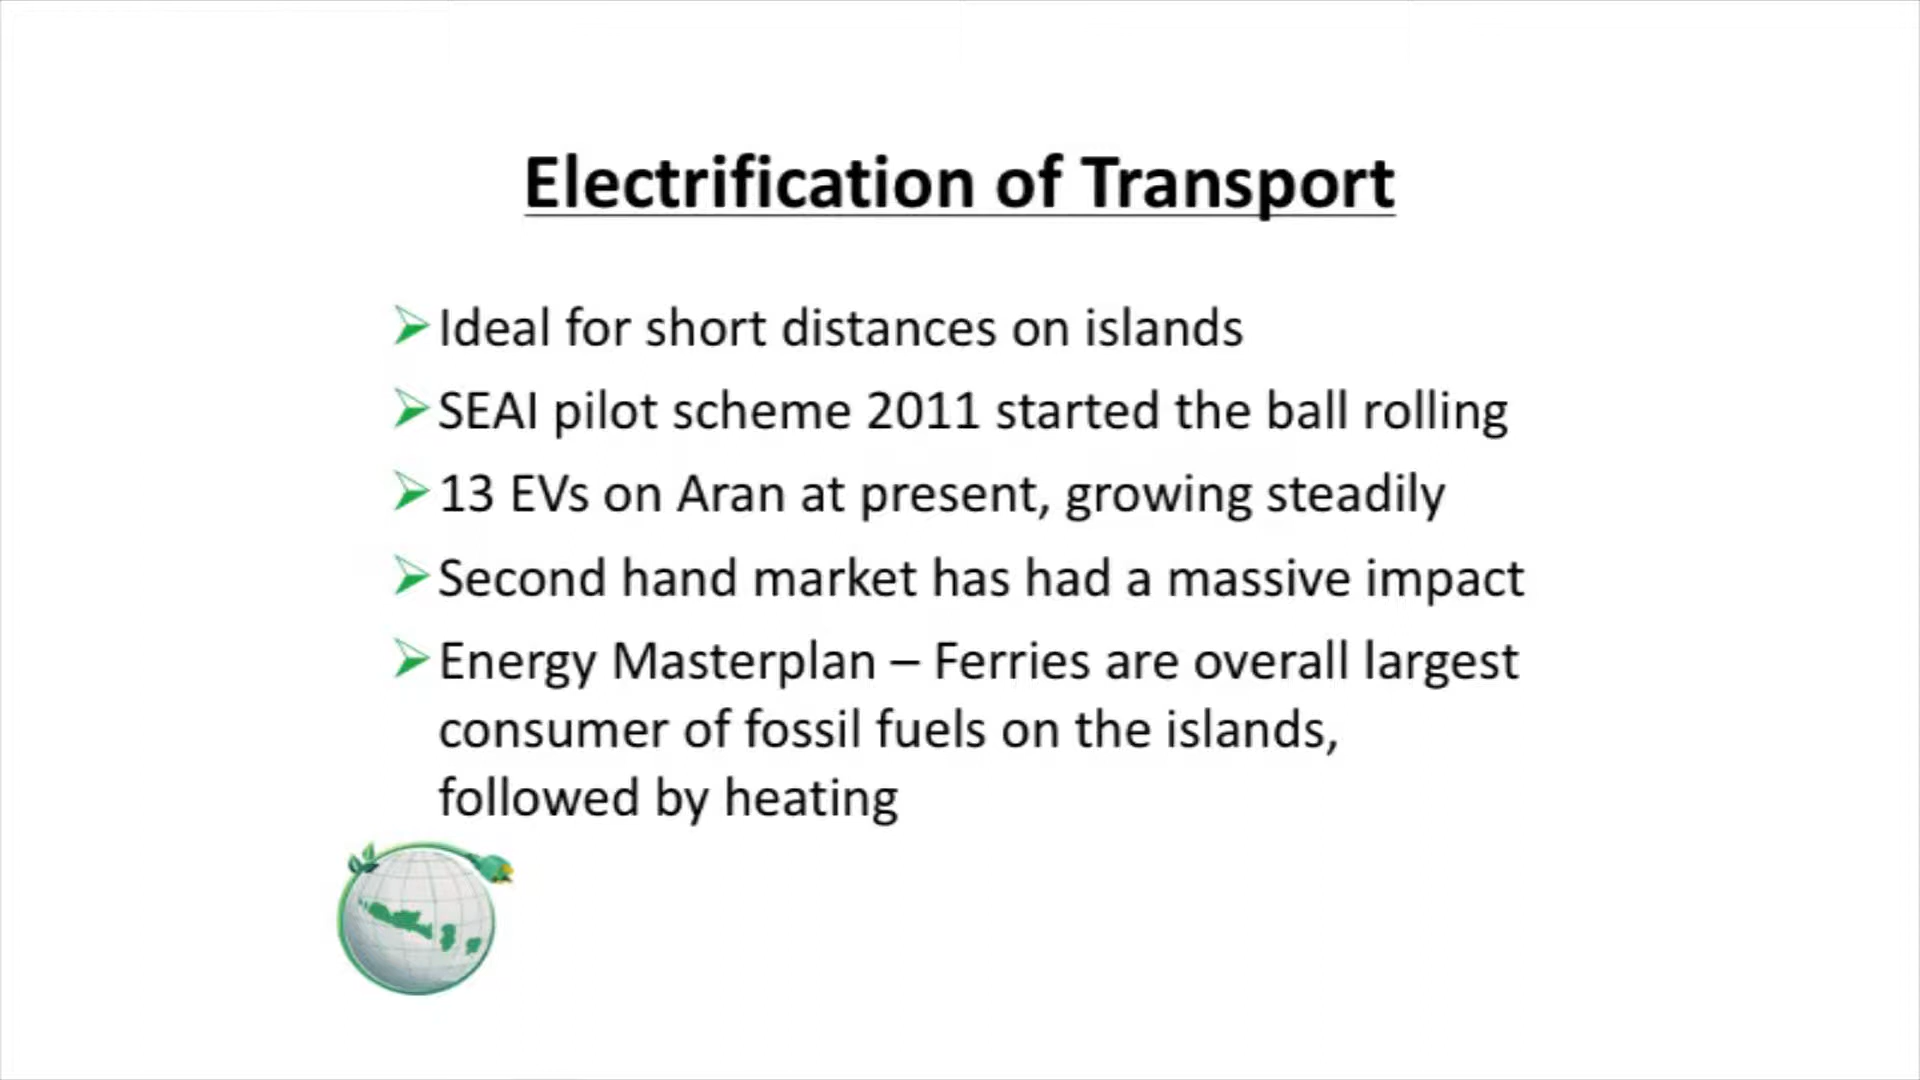 Electrification of Transport
Ideal for short distances on islands
SEAI pilot scheme 2011 started the ball rolling
13 EVs on Aran at present, growing steadily
Second hand market has had a massive impact
Energy Masterplan – Ferries are overall largest
consumer of fossil fuels on the islands,
followed by heating